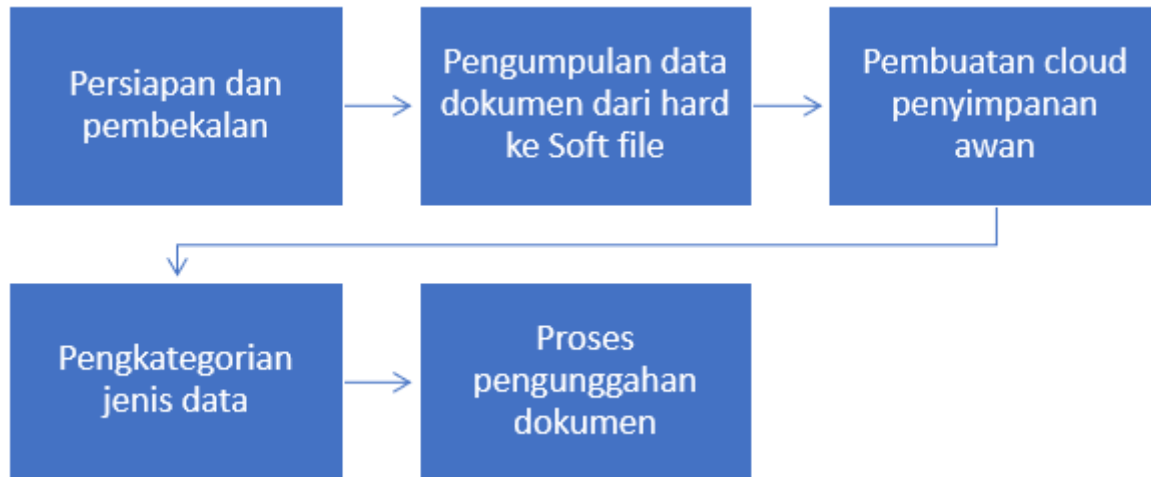 Persiapan dan
pembekalan
Pengumpulan data
dokumen dari hard
ke Soft file
Pembuatan cloud
penyimpanan
awan
Pengkategorian
jenis data
Proses
pengunggahan
dokumen